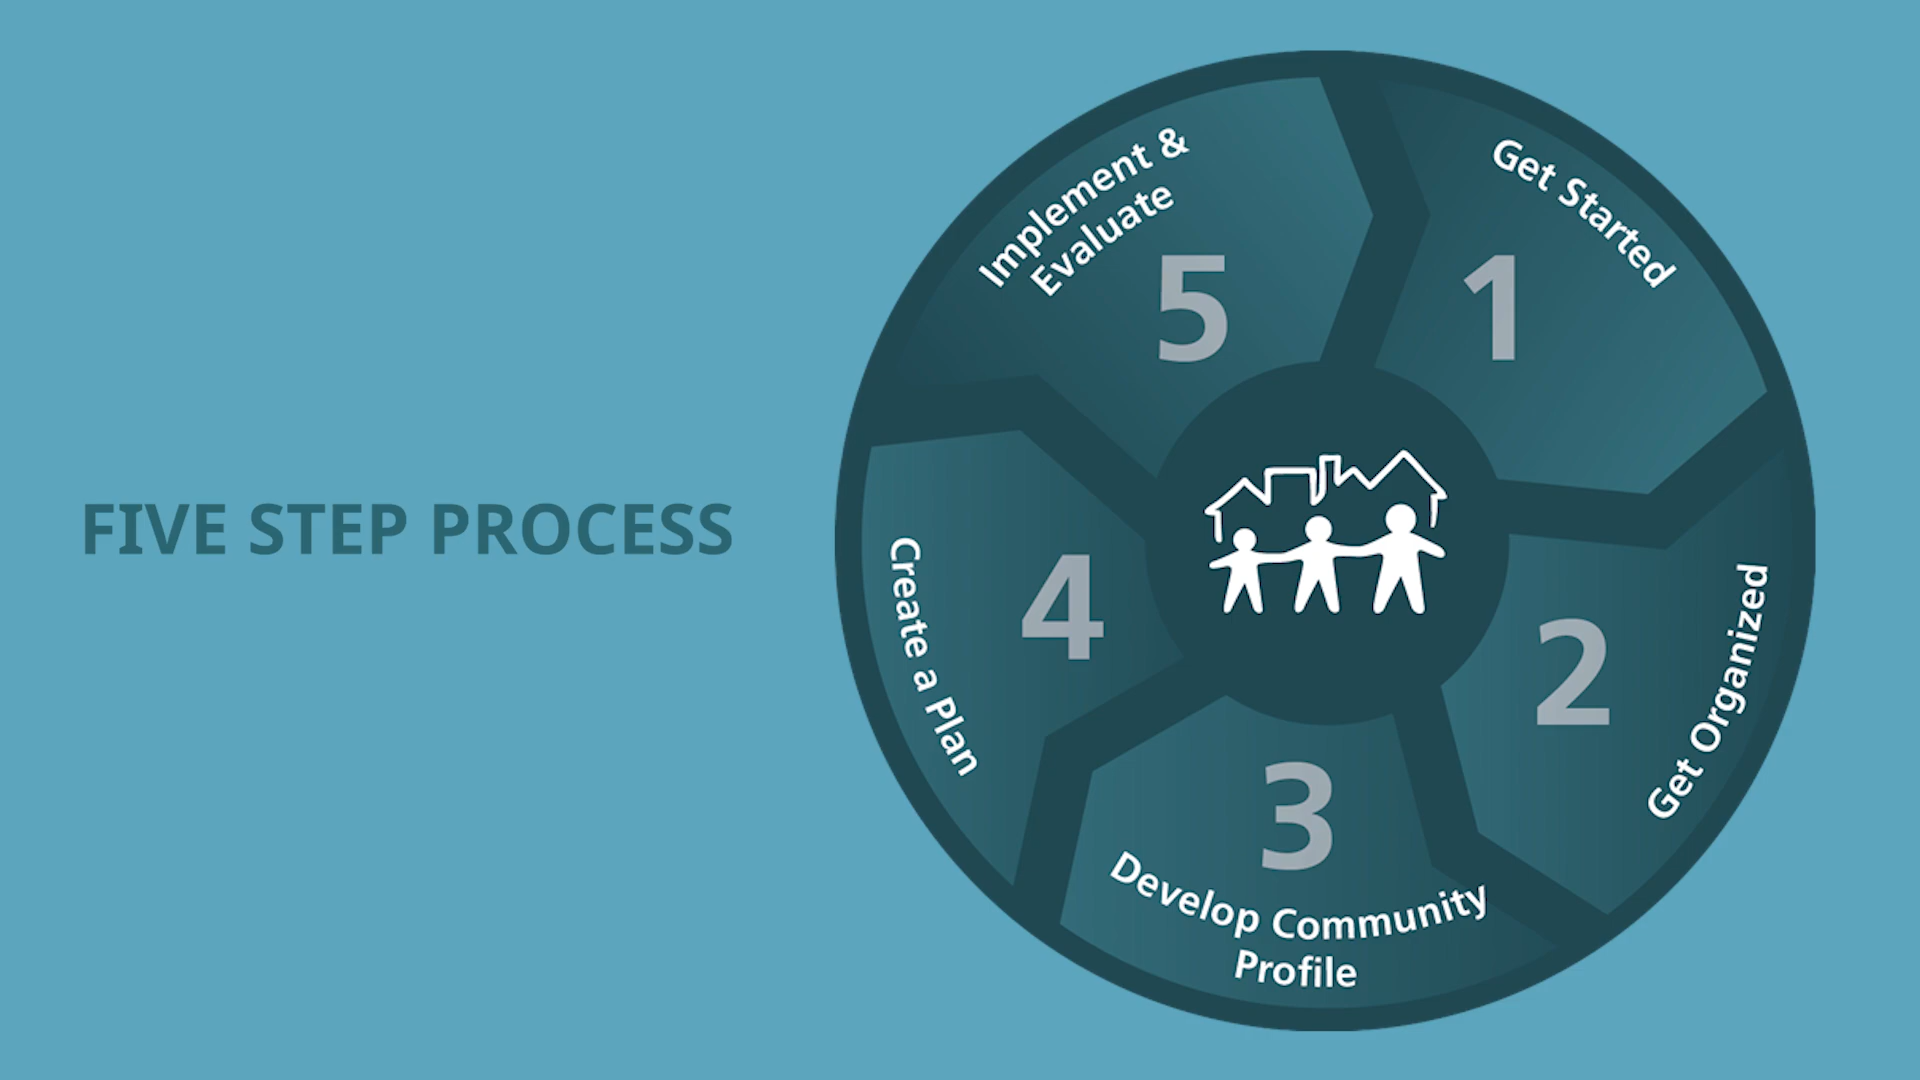 FIVE STEP PROCESS
1
Get Started
2
Get Organized
3
Develop Community
Profile
4
Create a Plan
5
Implement &
Evaluate